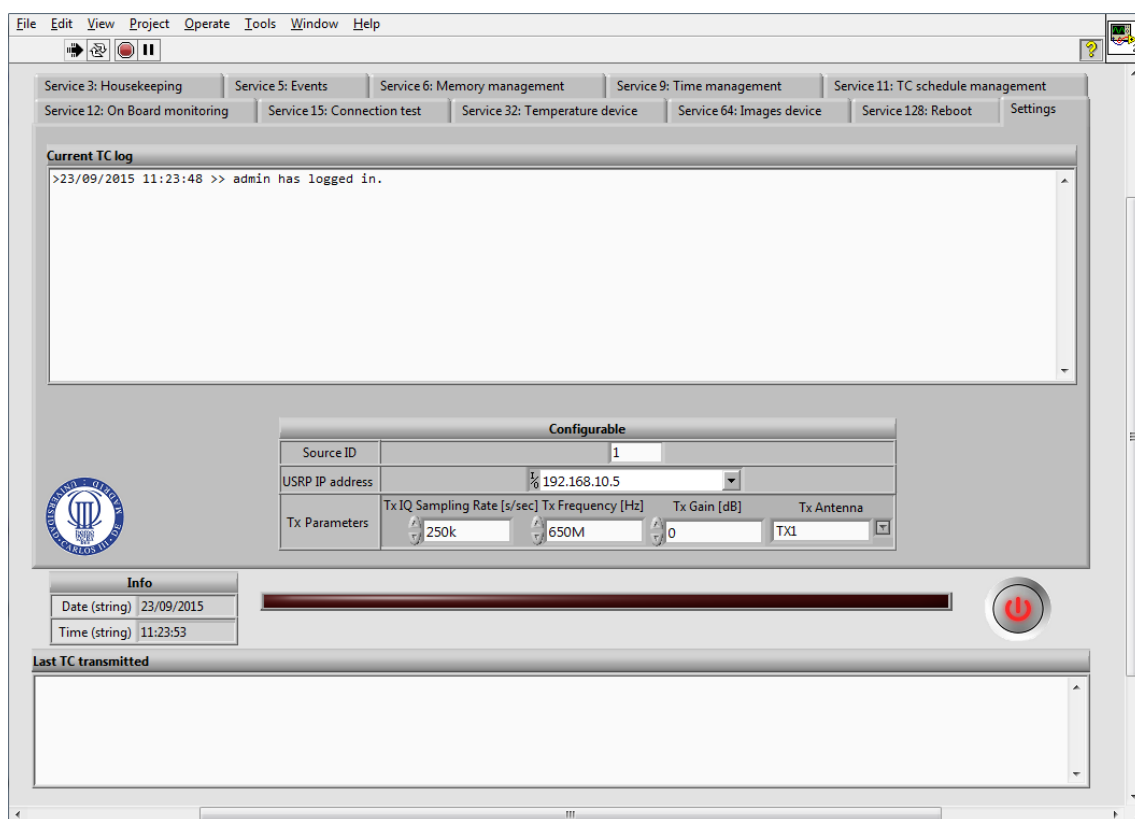 File Edit View Project Operate Tools Window Help
Service 3: Housekeeping Service 5: Events Service 6: Memory management Service 9: Time management Service 11: TC schedule management
Service 12: On Board monitoring Service 15: Connection test Service 32: Temperature device Service 64: Images device Service 128: Reboot Settings
Current TC log
>23/09/2015 11:23:48 >> admin has logged in.
Configurable
Source ID 1
USRP IP address 192.168.10.5
Tx IQ Sampling Rate [s/sec] Tx Frequency [Hz] Tx Gain [dB] Tx Antenna
Tx Parameters 250k 650M 0 TX1
UNIVERSIDAD · CARLOS III · DE MADRID
Info
Date (string) 23/09/2015
Time (string) 11:23:53
Last TC transmitted